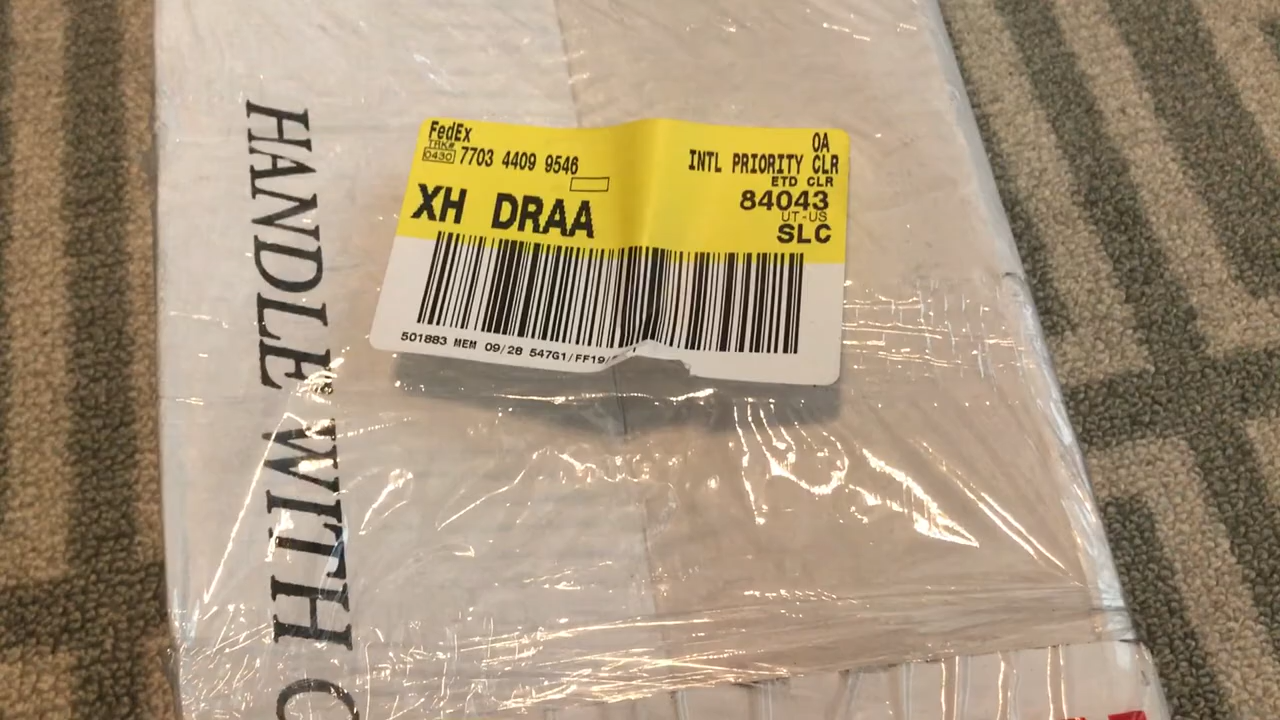 FedEx
TRK#
0430 7703 4409 9546
XH DRAA
OA
INTL PRIORITY CLR
ETD CLR
84043
UT-US
SLC
501883 MEM 09/28 547G1/FF19/
HANDLE WITH C